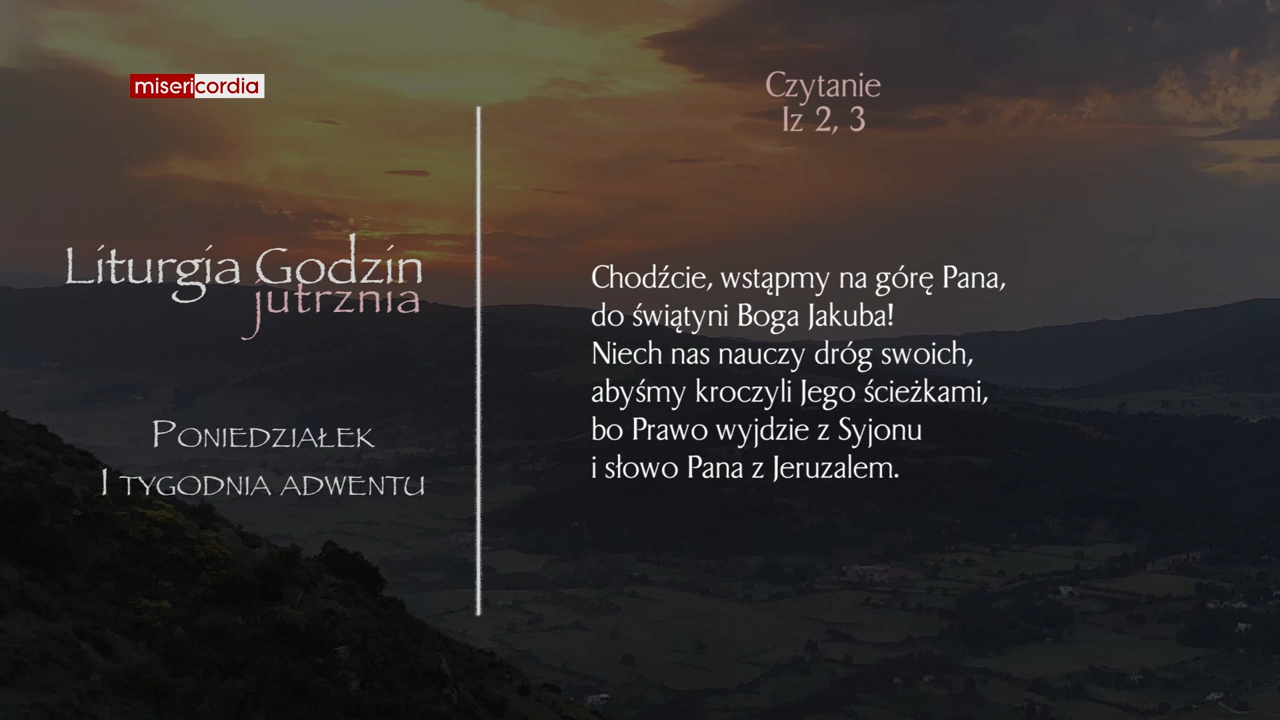 misericordia
Liturgia Godzin
jutrznia
Poniedziałek
I tygodnia adwentu
Czytanie
Iz 2, 3
Chodźcie, wstąpmy na górę Pana,
do świątyni Boga Jakuba!
Niech nas nauczy dróg swoich,
abyśmy kroczyli Jego ścieżkami,
bo Prawo wyjdzie z Syjonu
i słowo Pana z Jeruzalem.